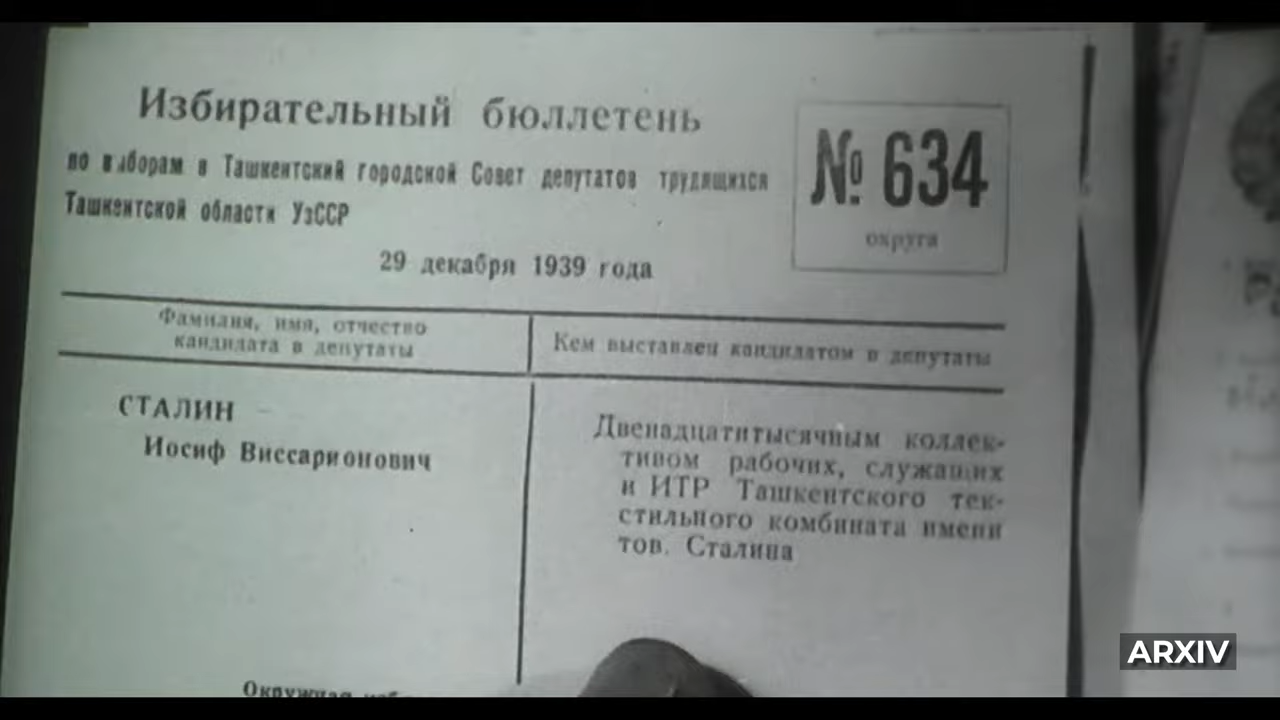 Избирательный бюллетень
по выборам в Ташкентский городской Совет депутатов трудящихся
Ташкентской области УзССР
№ 634
округа
29 декабря 1939 года
Фамилия, имя, отчество
кандидата в депутаты
Кем выставлен кандидатом в депутаты
СТАЛИН
Иосиф Виссарионович
Двенадцатитысячным коллек-
тивом рабочих, служащих
и ИТР Ташкентского тек-
стильного комбината имени
тов. Сталина
Окружная
ARXIV